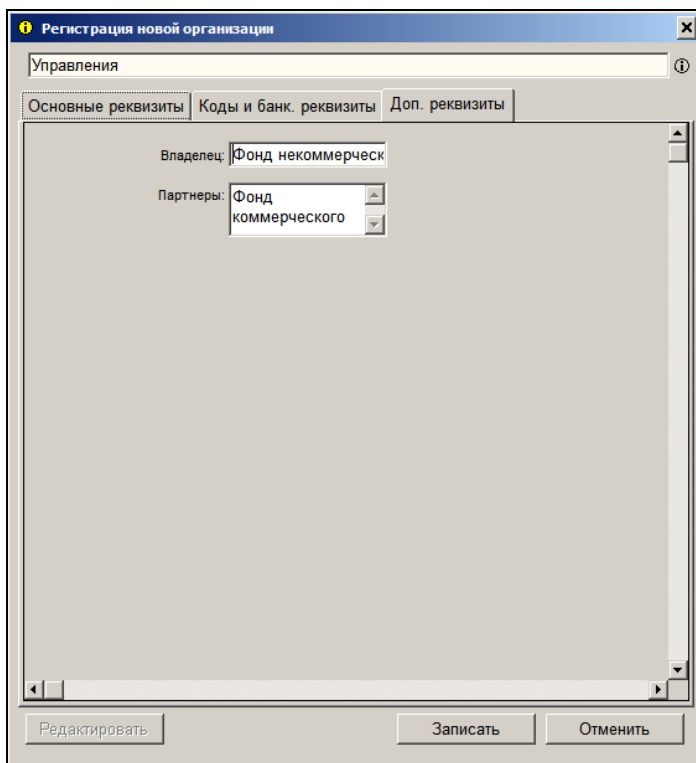 Регистрация новой организации
Управления
Основные реквизиты Коды и банк. реквизиты Доп. реквизиты
Владелец: Фонд некоммерческ
Партнеры: Фонд
коммерческого
Редактировать Записать Отменить